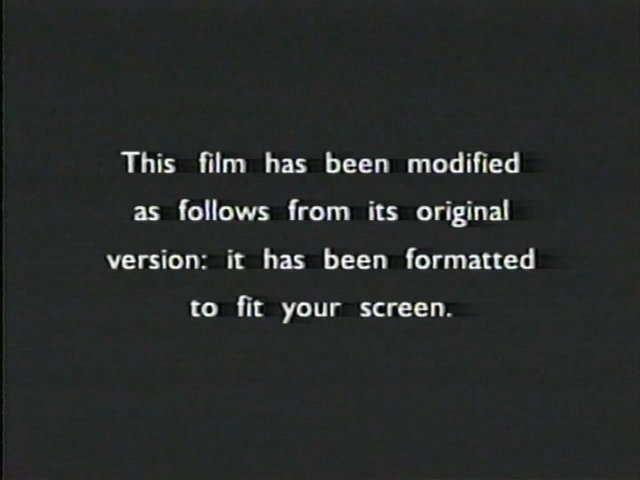 This film has been modified
as follows from its original
version: it has been formatted
to fit your screen.